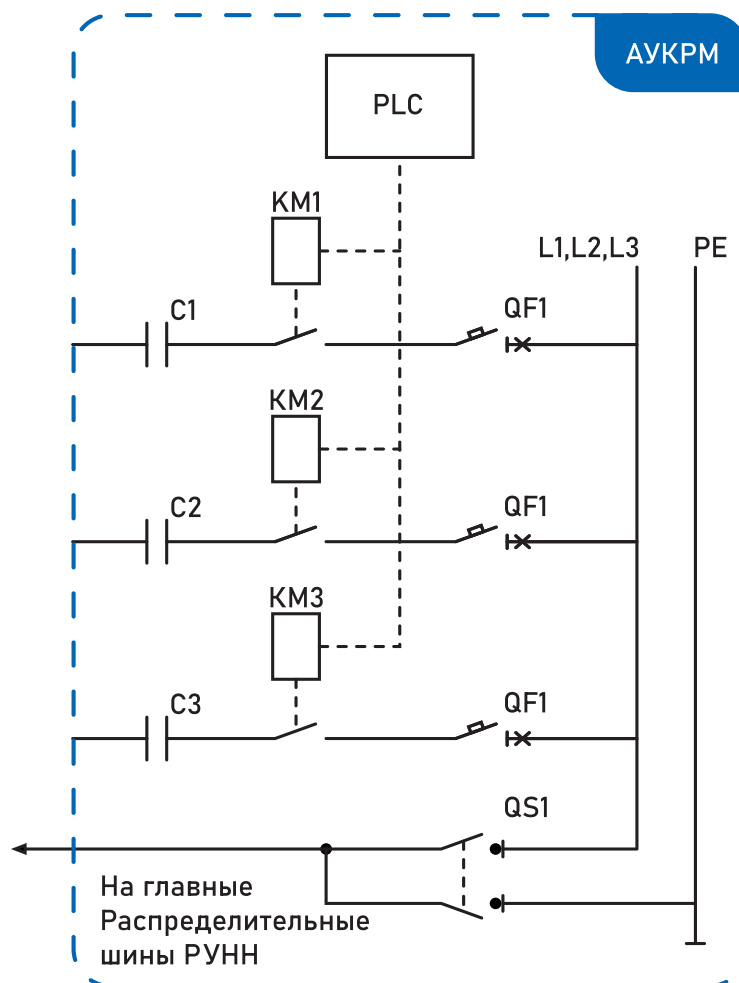 АУКРМ
PLC
KM1
L1,L2,L3
PE
C1
QF1
KM2
C2
QF1
KM3
C3
QF1
QS1
На главные
Распределительные
шины РУНН